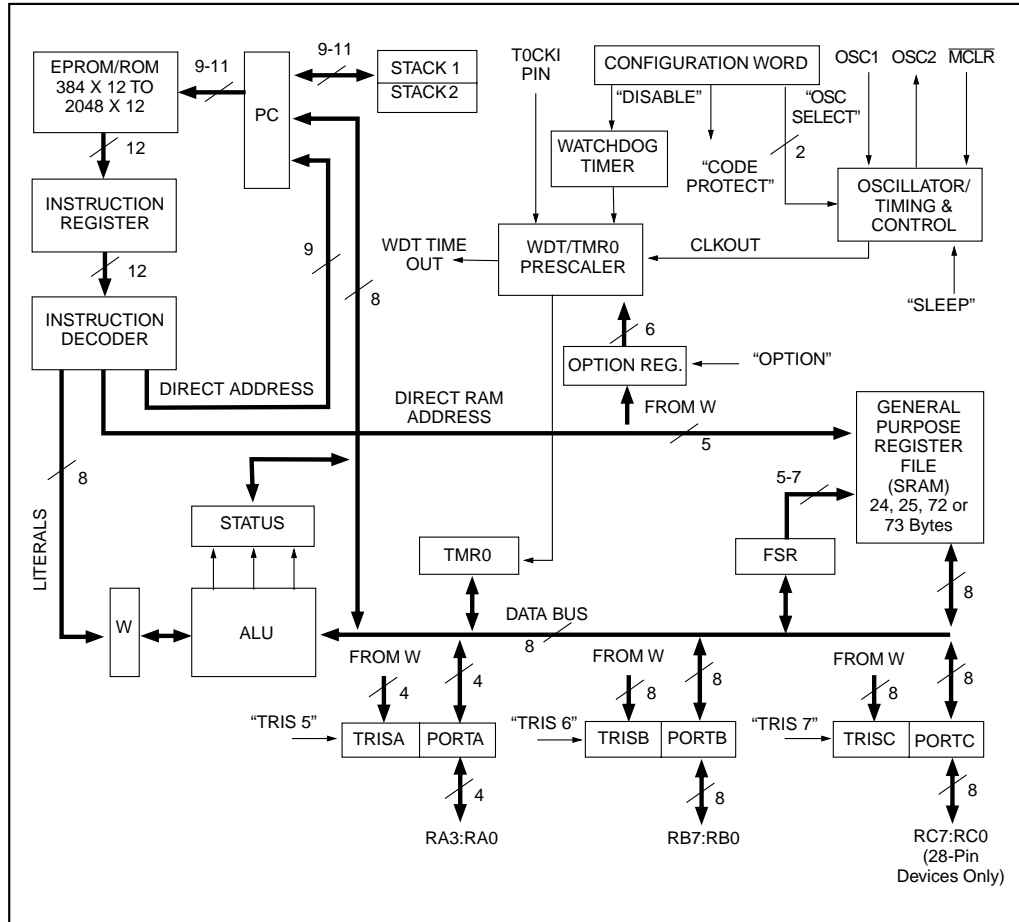 EPROM/ROM
384 X 12 TO
2048 X 12
9-11
PC
9-11
STACK 1
STACK 2
T0CKI
PIN
CONFIGURATION WORD
OSC1
OSC2
MCLR
“DISABLE”
“OSC
SELECT”
12
WATCHDOG
TIMER
“CODE
PROTECT”
2
OSCILLATOR/
TIMING &
CONTROL
INSTRUCTION
REGISTER
9
WDT TIME
OUT
WDT/TMR0
PRESCALER
CLKOUT
12
8
“SLEEP”
INSTRUCTION
DECODER
6
OPTION REG.
“OPTION”
DIRECT ADDRESS
DIRECT RAM
ADDRESS
FROM W
5
GENERAL
PURPOSE
REGISTER
FILE
(SRAM)
24, 25, 72 or
73 Bytes
8
LITERALS
5-7
STATUS
TMR0
FSR
8
W
ALU
DATA BUS
8
FROM W
4
4
FROM W
8
8
FROM W
8
8
“TRIS 5”
TRISA
PORTA
“TRIS 6”
TRISB
PORTB
“TRIS 7”
TRISC
PORTC
4
8
8
RA3:RA0
RB7:RB0
RC7:RC0
(28-Pin
Devices Only)